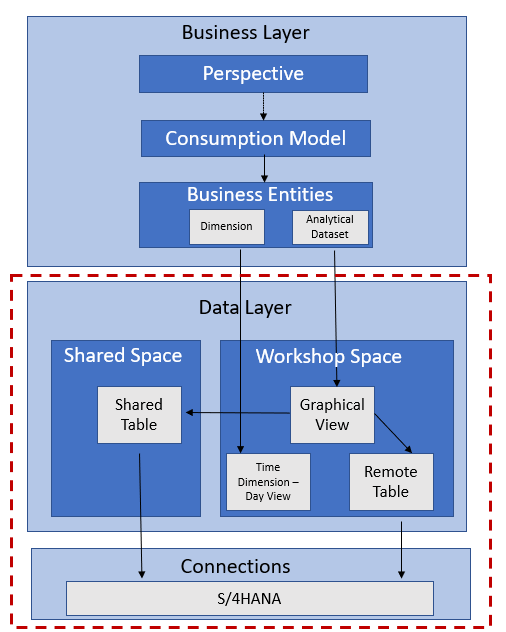 Business Layer
Perspective
Consumption Model
Business Entities
Dimension
Analytical
Dataset
Data Layer
Shared Space
Workshop Space
Shared
Table
Graphical
View
Time
Dimension –
Day View
Remote
Table
Connections
S/4HANA